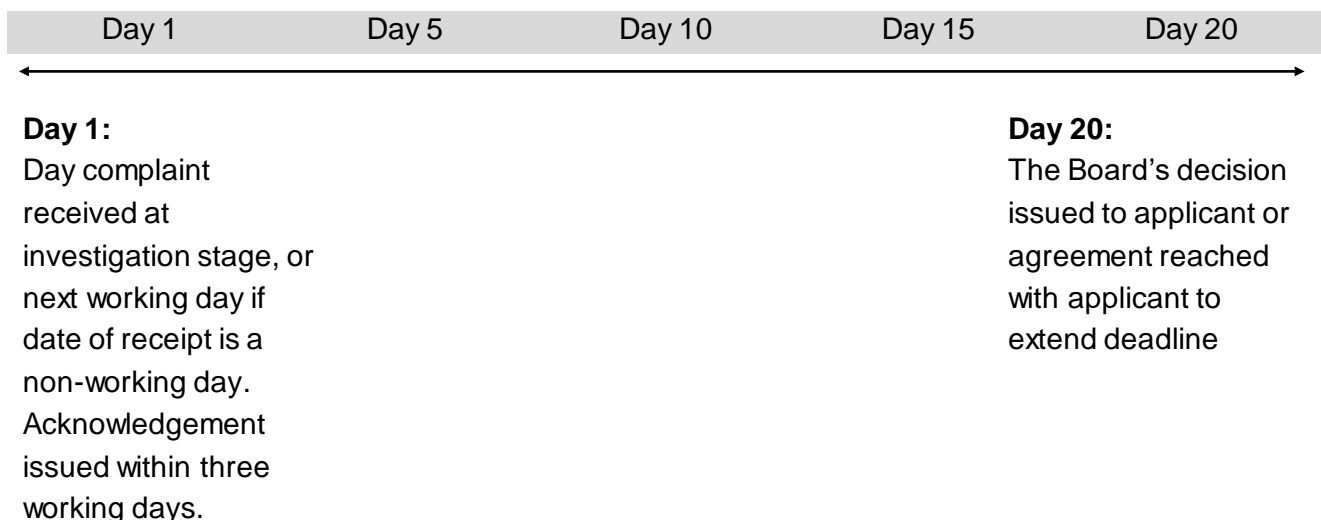 Day 1 Day 5 Day 10 Day 15 Day 20
Day 1:
Day complaint
received at
investigation stage, or
next working day if
date of receipt is a
non-working day.
Acknowledgement
issued within three
working days.
Day 20:
The Board’s decision
issued to applicant or
agreement reached
with applicant to
extend deadline